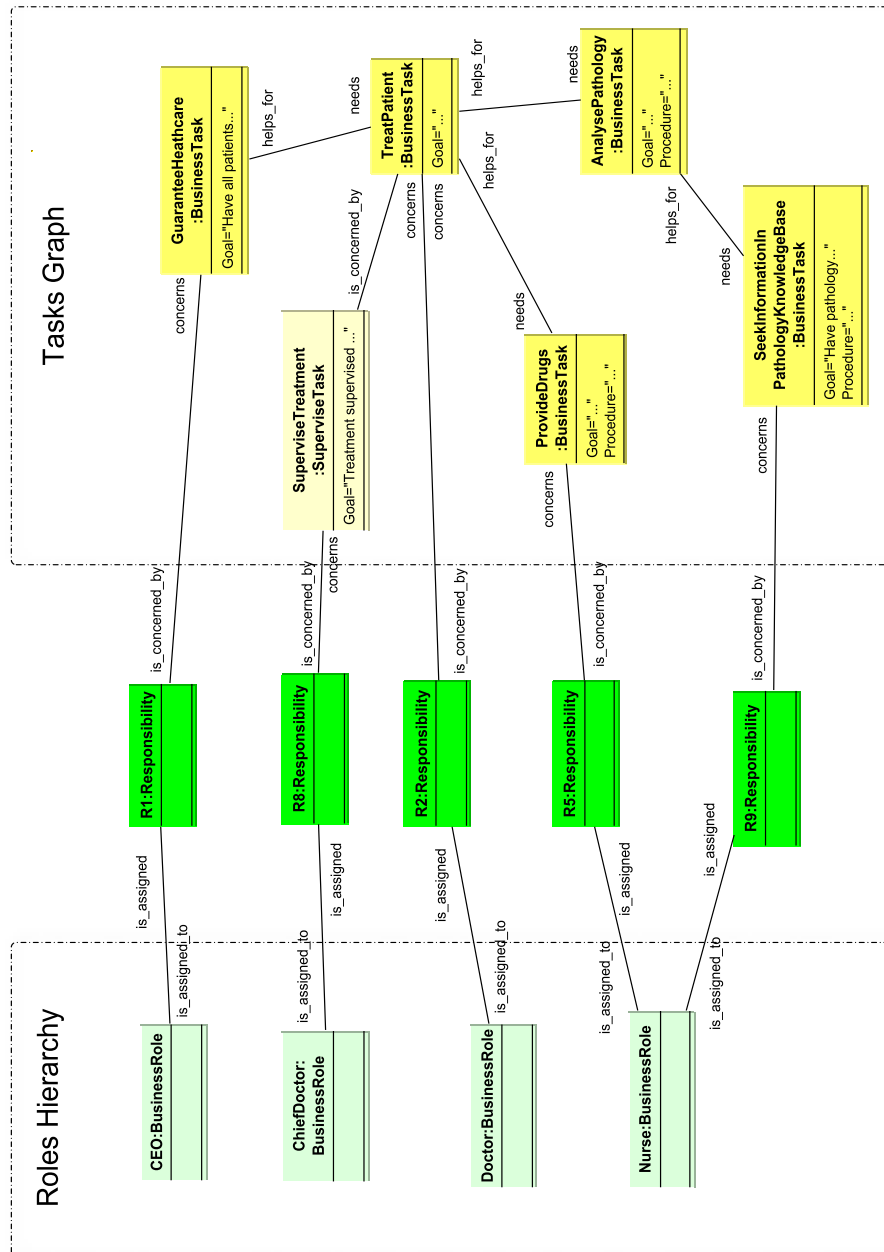 Tasks Graph
GuaranteeHeathcare
:BusinessTask
Goal="Have all patients..."
helps_for
needs
TreatPatient
:BusinessTask
Goal="..."
helps_for
needs
AnalysePathology
:BusinessTask
Goal="..."
Procedure="..."
concerns
is_concerned_by
concerns
concerns
helps_for
helps_for
needs
SuperviseTreatment
:SuperviseTask
Goal="Treatment supervised ..."
needs
ProvideDrugs
:BusinessTask
Goal="..."
Procedure="..."
SeekInformationIn
PathologyKnowledgeBase
:BusinessTask
Goal="Have pathology..."
Procedure="..."
concerns
concerns
concerns
is_concerned_by
is_concerned_by
is_concerned_by
is_concerned_by
is_concerned_by
R1:Responsibility
R8:Responsibility
R2:Responsibility
R5:Responsibility
R9:Responsibility
is_assigned
is_assigned
is_assigned
is_assigned
is_assigned
Roles Hierarchy
is_assigned_to
is_assigned_to
is_assigned_to
is_assigned_to
is_assigned_to
CEO:BusinessRole
ChiefDoctor:
BusinessRole
Doctor:BusinessRole
Nurse:BusinessRole